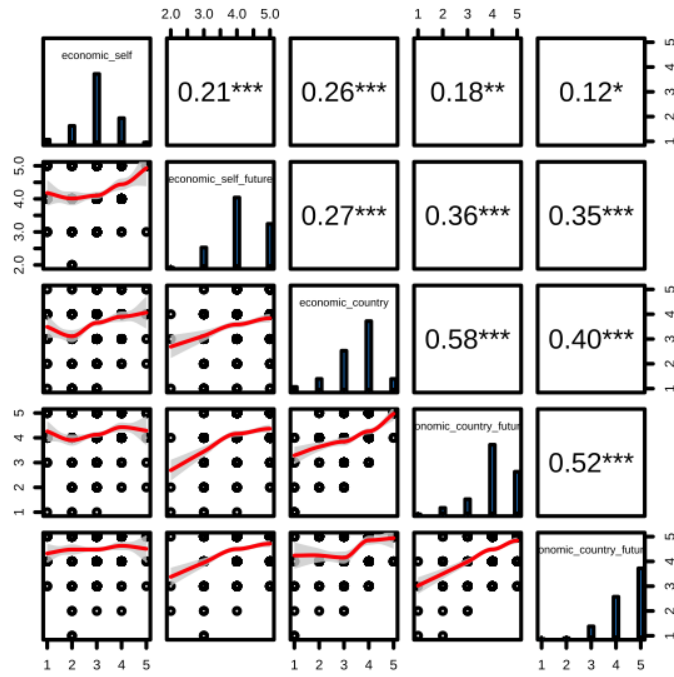 2.0 3.0 4.0 5.0 1 2 3 4 5
economic_self
0.21***
0.26***
0.18**
0.12*
1 2 3 4 5
2.0 3.0 4.0 5.0
economic_self_future
0.27***
0.36***
0.35***
economic_country
0.58***
0.40***
1 2 3 4 5
1 2 3 4 5
onomic_country_futur
0.52***
onomic_country_futur
1 2 3 4 5
1 2 3 4 5
1 2 3 4 5
1 2 3 4 5